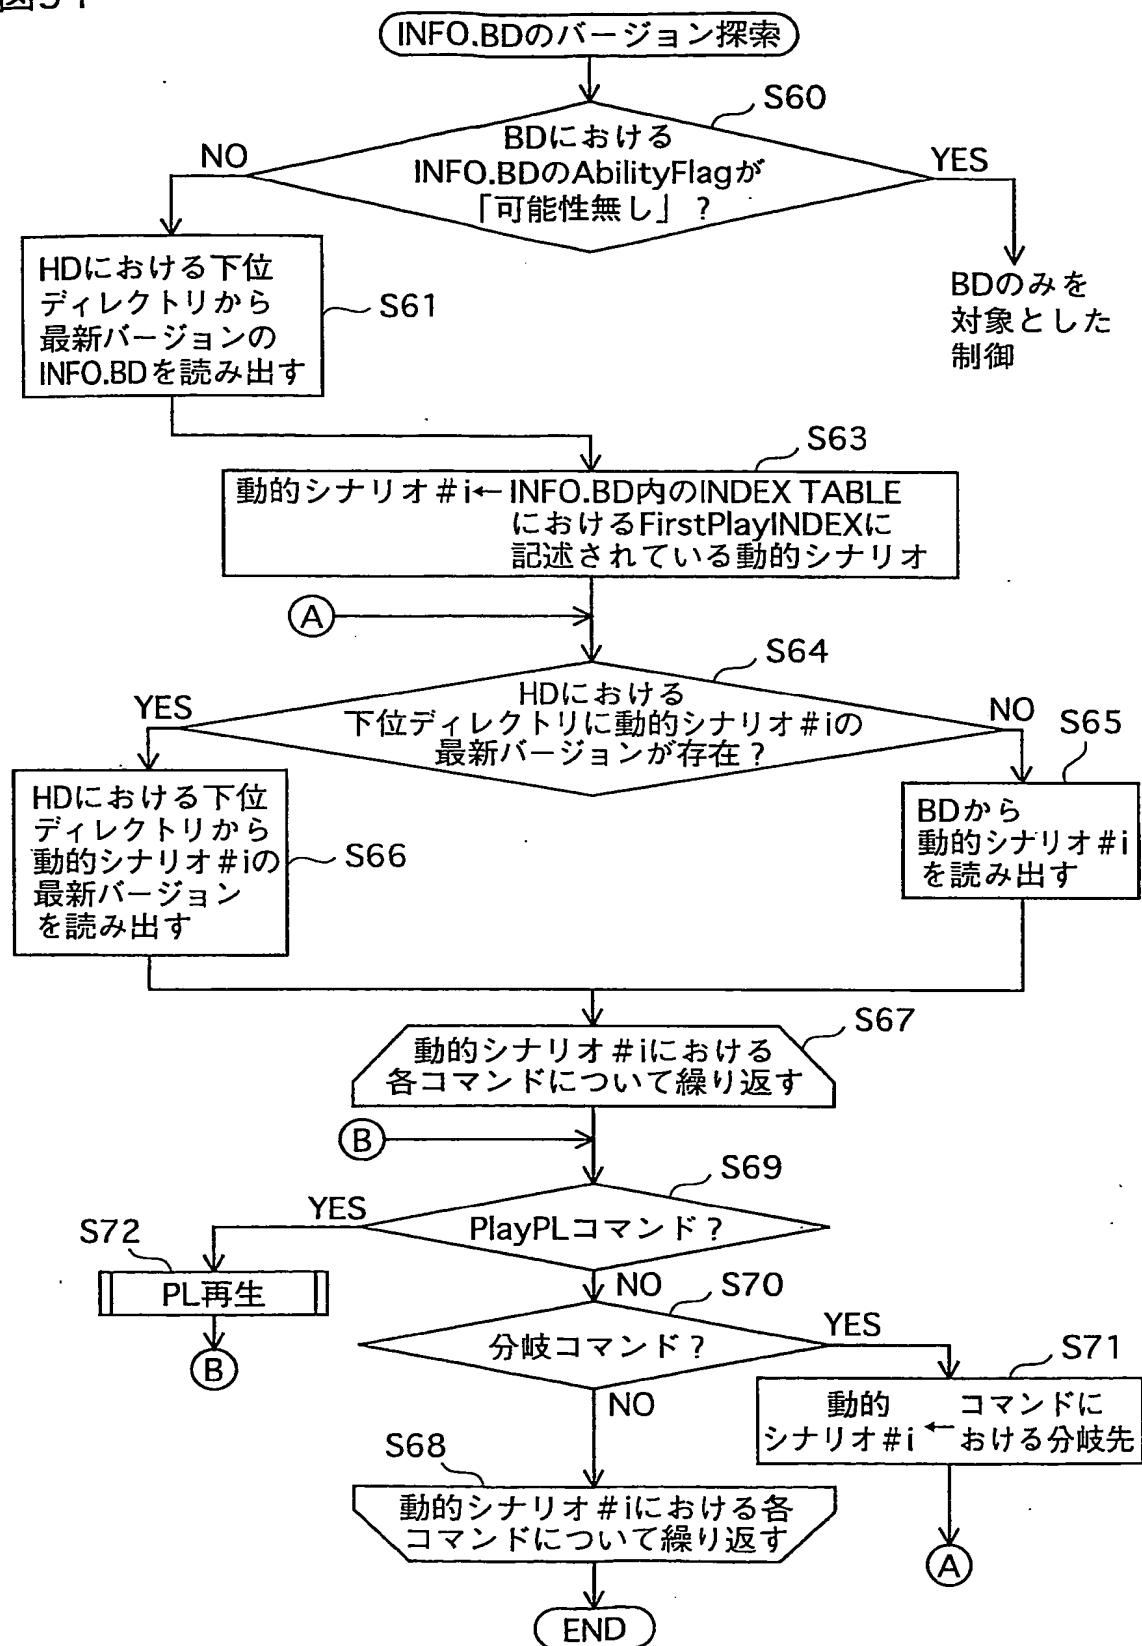 INFO.BDのバージョン探索
S60
BDにおける
INFO.BDのAbilityFlagが
「可能性無し」?
NO
YES
HDにおける下位
ディレクトリから
最新バージョンの
INFO.BDを読み出す
S61
BDのみを
対象とした
制御
S63
動的シナリオ#i←INFO.BD内のINDEX TABLE
におけるFirstPlayINDEXに
記述されている動的シナリオ
A
S64
HDにおける
下位ディレクトリに動的シナリオ#iの
最新バージョンが存在?
YES
NO
S65
HDにおける下位
ディレクトリから
動的シナリオ#iの
最新バージョン
を読み出す
S66
BDから
動的シナリオ#i
を読み出す
S67
動的シナリオ#iにおける
各コマンドについて繰り返す
B
S69
PlayPLコマンド?
YES
S72
PL再生
B
NO
S70
分岐コマンド?
YES
S71
動的
シナリオ#i
←
コマンドに
おける分岐先
A
NO
S68
動的シナリオ#iにおける各
コマンドについて繰り返す
END